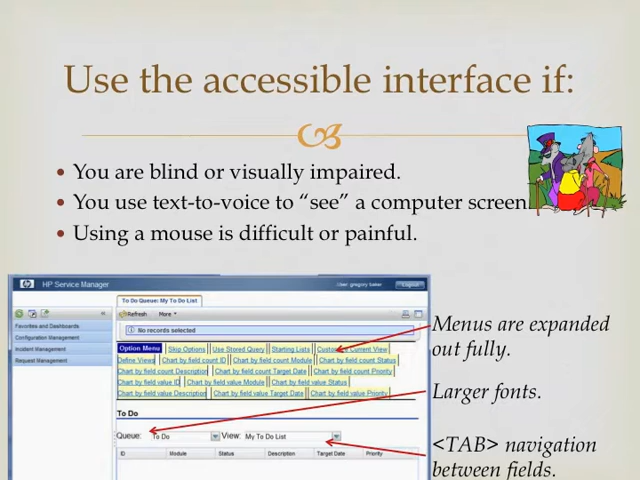 Use the accessible interface if:
• You are blind or visually impaired.
• You use text-to-voice to “see” a computer screen.
• Using a mouse is difficult or painful.
hp HP Service Manager
User: gregory baker
Logout
To Do Queue: My To Do List
Refresh More
Favorites and Dashboards
Configuration Management
Incident Management
Request Management
No records selected
Option Menu Skip Options Use Stored Query Starting Lists Customize Current View
Define Views Chart by field count ID Chart by field count Module Chart by field count Status
Chart by field count Description Chart by field count Target Date Chart by field count Priority
Chart by field value ID Chart by field value Module Chart by field value Status
Chart by field value Description Chart by field value Target Date Chart by field value Priority
To Do
Queue: To Do View: My To Do List
ID Module Status Description Target Date Priority
Menus are expanded
out fully.
Larger fonts.
<TAB> navigation
between fields.